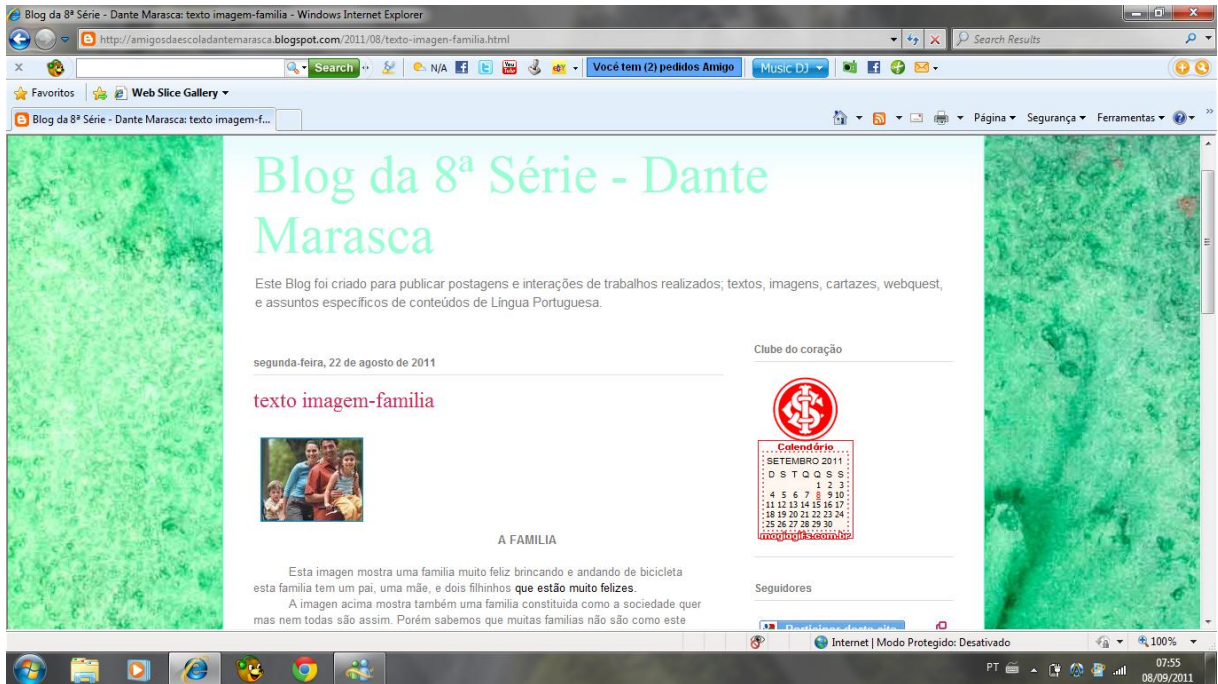 Blog da 8ª Série - Dante Marasca: texto imagem-familia - Windows Internet Explorer
http://amigosdaescoladantemarasca.blogspot.com/2011/08/texto-imagen-familia.html
Search Results
Search
N/A
Você tem (2) pedidos Amigo
Music DJ
Favoritos
Web Slice Gallery
Blog da 8ª Série - Dante Marasca: texto imagem-f...
Página
Segurança
Ferramentas
Blog da 8ª Série - Dante
Marasca
Este Blog foi criado para publicar postagens e interações de trabalhos realizados; textos, imagens, cartazes, webquest,
e assuntos específicos de conteúdos de Língua Portuguesa.
segunda-feira, 22 de agosto de 2011
texto imagem-familia
A FAMILIA
Esta imagen mostra uma familia muito feliz brincando e andando de bicicleta
esta familia tem um pai, uma mãe, e dois filhinhos que estão muito felizes.
A imagen acima mostra também uma familia constituida como a sociedade quer
mas nem todas são assim. Porém sabemos que muitas familias não são como este
Clube do coração
Calendário
SETEMBRO 2011
D S T Q Q S S
1 2 3
4 5 6 7 8 9 10
11 12 13 14 15 16 17
18 19 20 21 22 23 24
25 26 27 28 29 30
Seguidores
Participar deste site
Internet | Modo Protegido: Desativado
100%
PT
07:55
08/09/2011